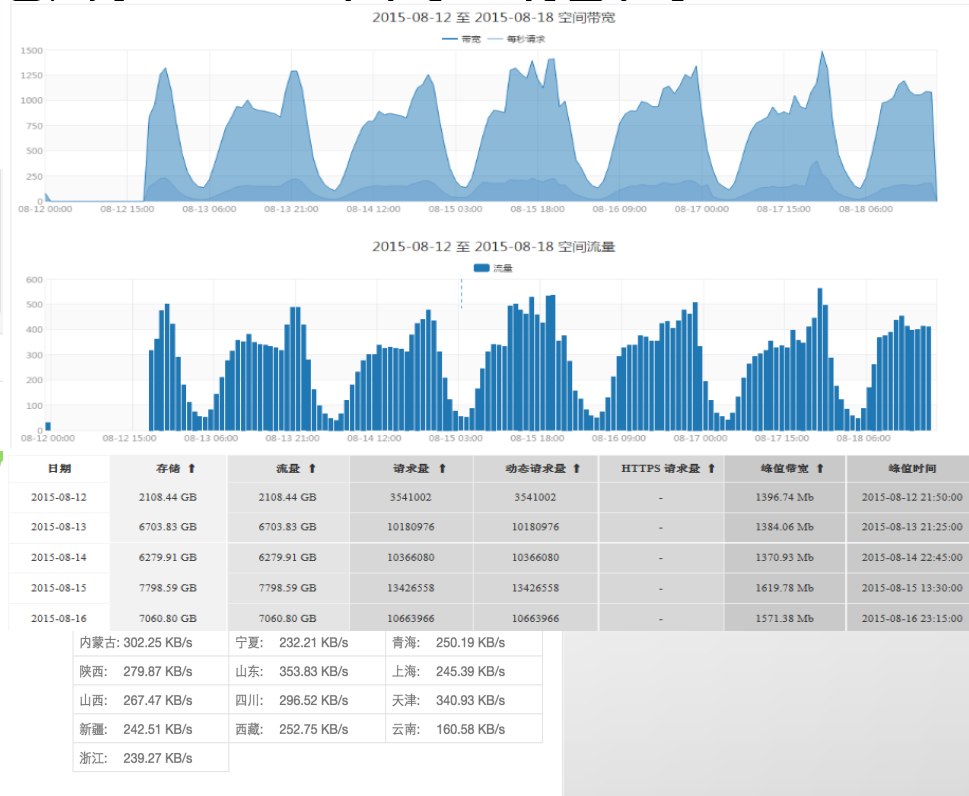 2015-08-12 至 2015-08-18 空间带宽
带宽 每秒请求
1500
1250
1000
750
500
250
0
08-12 00:00 08-12 15:00 08-13 06:00 08-13 21:00 08-14 12:00 08-15 03:00 08-15 18:00 08-16 09:00 08-17 00:00 08-17 15:00 08-18 06:00
2015-08-12 至 2015-08-18 空间流量
流量
600
500
400
300
200
100
0
08-12 00:00 08-12 15:00 08-13 06:00 08-13 21:00 08-14 12:00 08-15 03:00 08-15 18:00 08-16 09:00 08-17 00:00 08-17 15:00 08-18 06:00
日期 存储 ⬆ 流量 ⬆ 请求量 ⬆ 动态请求量 ⬆ HTTPS 请求量 ⬆ 峰值带宽 ⬆ 峰值时间
2015-08-12 2108.44 GB 2108.44 GB 3541002 3541002 - 1396.74 Mb 2015-08-12 21:50:00
2015-08-13 6703.83 GB 6703.83 GB 10180976 10180976 - 1384.06 Mb 2015-08-13 21:25:00
2015-08-14 6279.91 GB 6279.91 GB 10366080 10366080 - 1370.93 Mb 2015-08-14 22:45:00
2015-08-15 7798.59 GB 7798.59 GB 13426558 13426558 - 1619.78 Mb 2015-08-15 13:30:00
2015-08-16 7060.80 GB 7060.80 GB 10663966 10663966 - 1571.38 Mb 2015-08-16 23:15:00
内蒙古: 302.25 KB/s 宁夏: 232.21 KB/s 青海: 250.19 KB/s
陕西: 279.87 KB/s 山东: 353.83 KB/s 上海: 245.39 KB/s
山西: 267.47 KB/s 四川: 296.52 KB/s 天津: 340.93 KB/s
新疆: 242.51 KB/s 西藏: 252.75 KB/s 云南: 160.58 KB/s
浙江: 239.27 KB/s